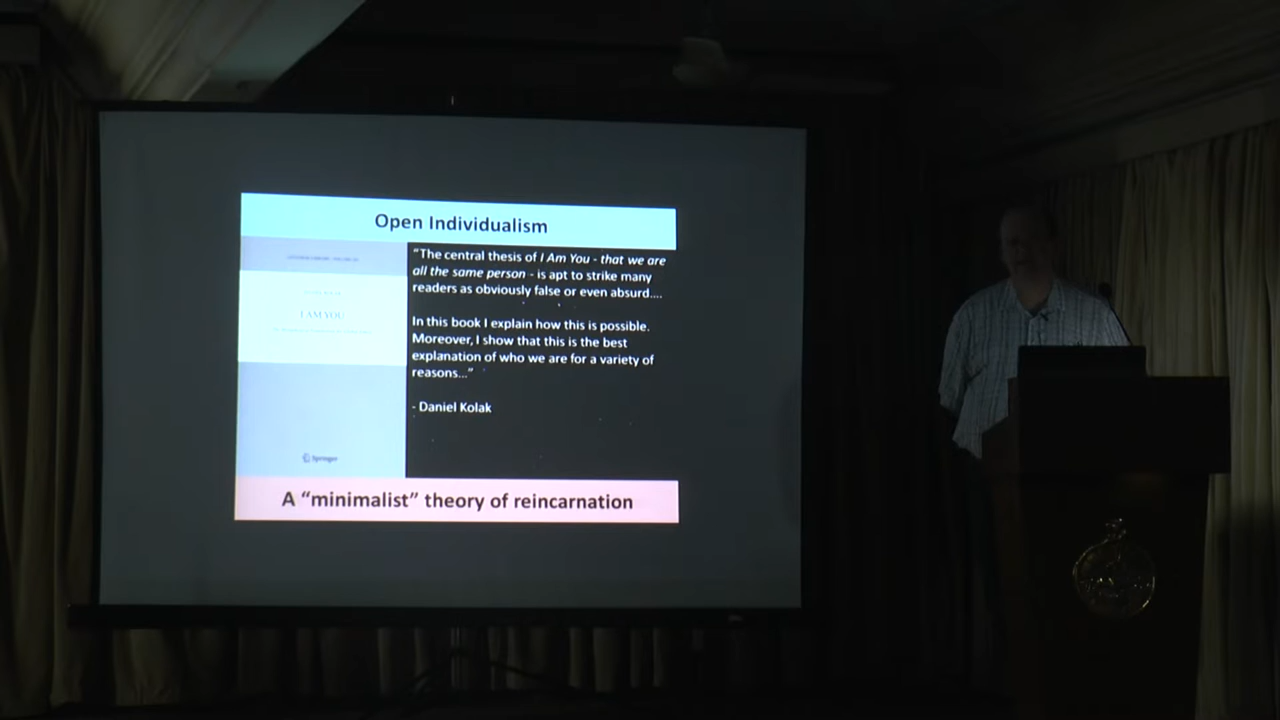 Open Individualism
I AM YOU
Springer
“The central thesis of I Am You - that we are
all the same person - is apt to strike many
readers as obviously false or even absurd....
In this book I explain how this is possible.
Moreover, I show that this is the best
explanation of who we are for a variety of
reasons...”
- Daniel Kolak
A “minimalist” theory of reincarnation